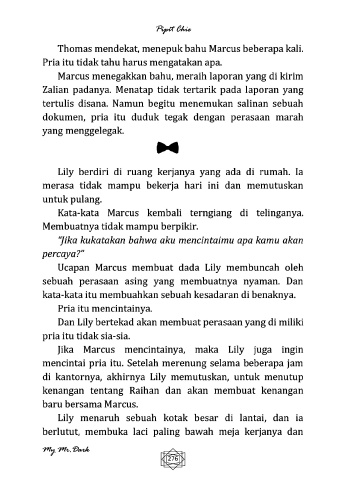 Pipit Chie
Thomas mendekat, menepuk bahu Marcus beberapa kali.
Pria itu tidak tahu harus mengatakan apa.
Marcus menegakkan bahu, meraih laporan yang di kirim
Zalian padanya. Menatap tidak tertarik pada laporan yang
tertulis disana. Namun begitu menemukan salinan sebuah
dokumen, pria itu duduk tegak dengan perasaan marah
yang menggelegak.
Lily berdiri di ruang kerjanya yang ada di rumah. Ia
merasa tidak mampu bekerja hari ini dan memutuskan
untuk pulang.
Kata-kata Marcus kembali terngiang di telinganya.
Membuatnya tidak mampu berpikir.
"Jika kukatakan bahwa aku mencintaimu apa kamu akan
percaya?"
Ucapan Marcus membuat dada Lily membuncah oleh
sebuah perasaan asing yang membuatnya nyaman. Dan
kata-kata itu membuahkan sebuah kesadaran di benaknya.
Pria itu mencintainya.
Dan Lily bertekad akan membuat perasaan yang di miliki
pria itu tidak sia-sia.
Jika Marcus mencintainya, maka Lily juga ingin
mencintai pria itu. Setelah merenung selama beberapa jam
di kantornya, akhirnya Lily memutuskan, untuk menutup
kenangan tentang Raihan dan akan membuat kenangan
baru bersama Marcus.
Lily menaruh sebuah kotak besar di lantai, dan ia
berlutut, membuka laci paling bawah meja kerjanya dan
My Mr. Dark
276